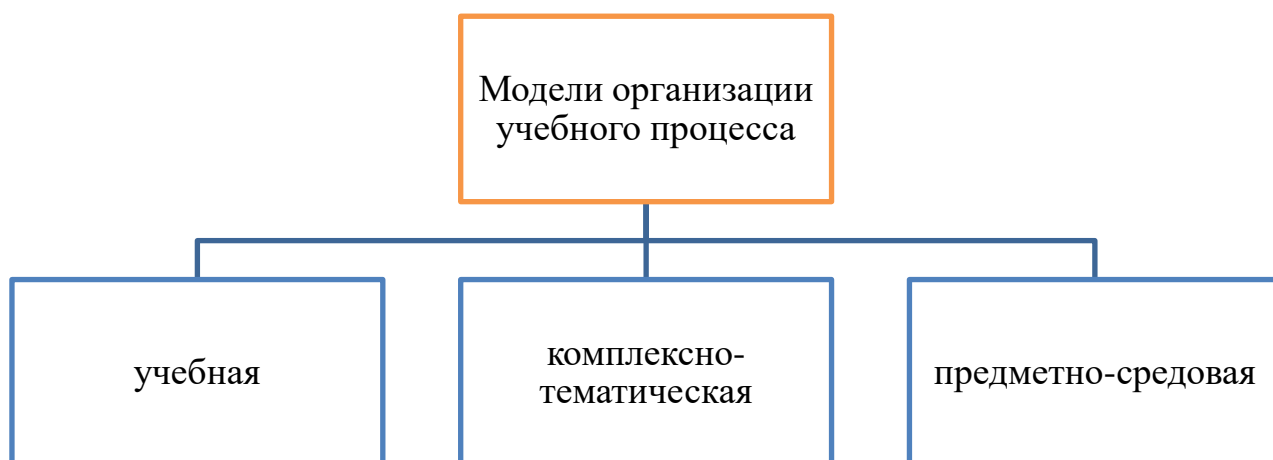 Модели организации
учебного процесса
учебная
комплексно-
тематическая
предметно-средовая